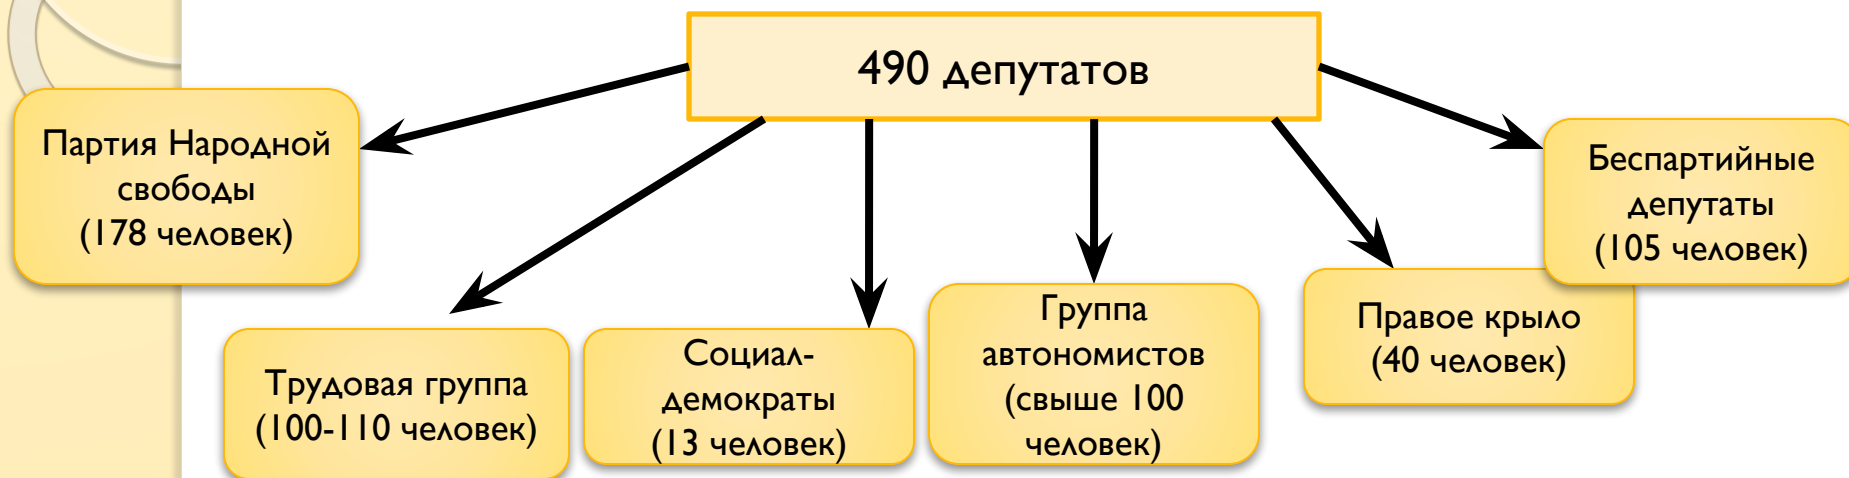 490 депутатов
Партия Народной
свободы
(178 человек)
Трудовая группа
(100-110 человек)
Социал-
демократы
(13 человек)
Группа
автономистов
(свыше 100
человек)
Правое крыло
(40 человек)
Беспартийные
депутаты
(105 человек)